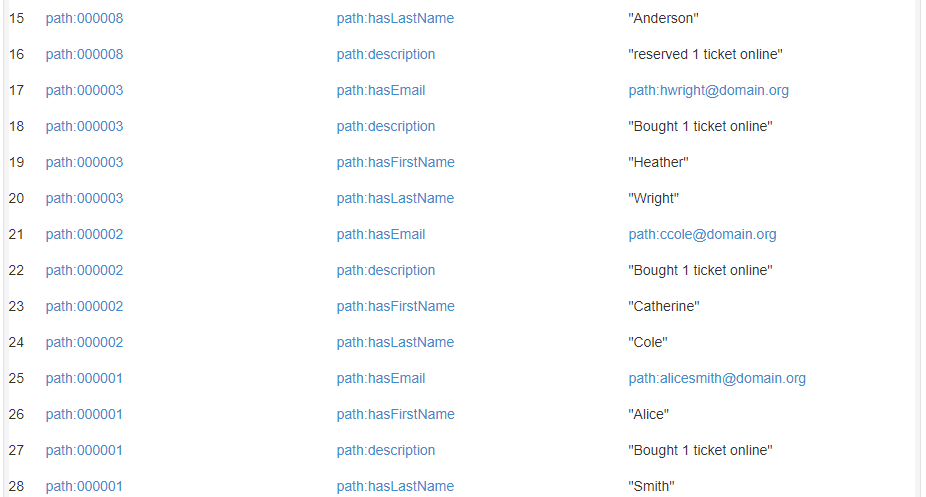 15 path:000008 path:hasLastName "Anderson"
16 path:000008 path:description "reserved 1 ticket online"
17 path:000003 path:hasEmail path:hwright@domain.org
18 path:000003 path:description "Bought 1 ticket online"
19 path:000003 path:hasFirstName "Heather"
20 path:000003 path:hasLastName "Wright"
21 path:000002 path:hasEmail path:ccole@domain.org
22 path:000002 path:description "Bought 1 ticket online"
23 path:000002 path:hasFirstName "Catherine"
24 path:000002 path:hasLastName "Cole"
25 path:000001 path:hasEmail path:alicesmith@domain.org
26 path:000001 path:hasFirstName "Alice"
27 path:000001 path:description "Bought 1 ticket online"
28 path:000001 path:hasLastName "Smith"